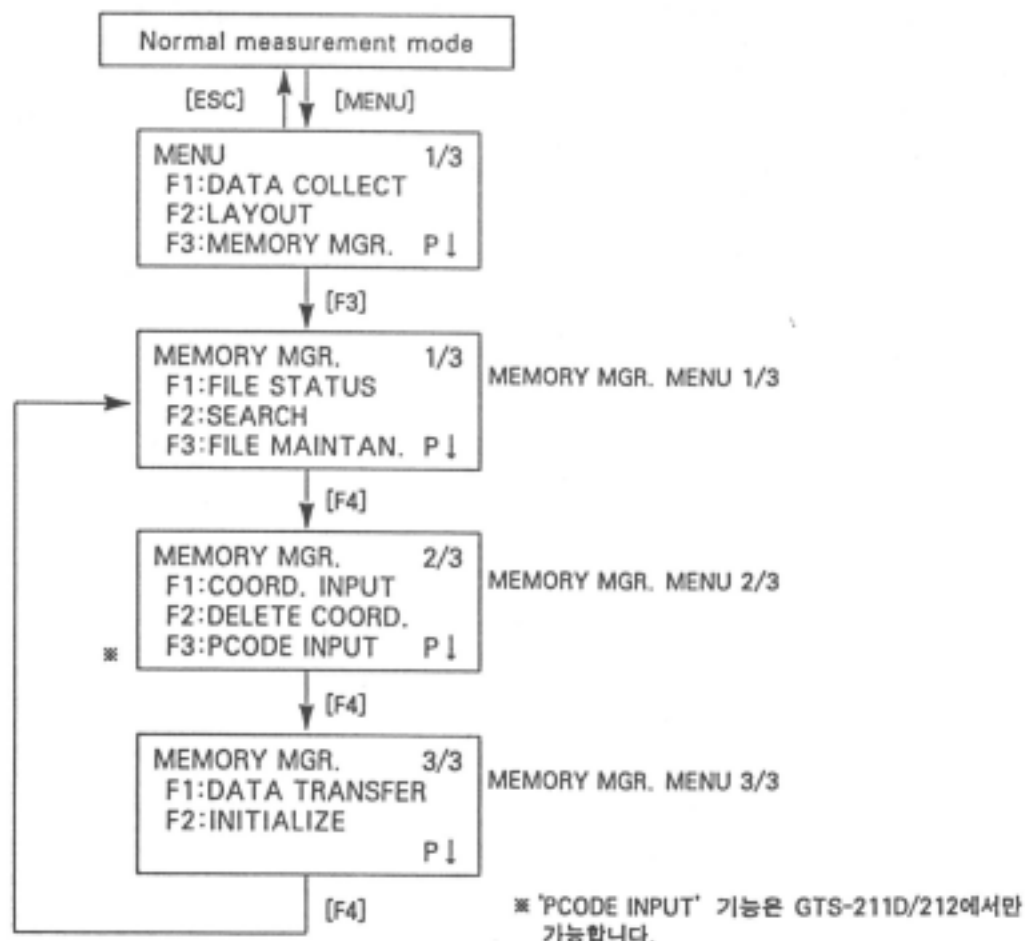 Normal measurement mode
[ESC] [MENU]
MENU 1/3
F1:DATA COLLECT
F2:LAYOUT
F3:MEMORY MGR. P↓
[F3]
MEMORY MGR. 1/3
F1:FILE STATUS
F2:SEARCH
F3:FILE MAINTAN. P↓
MEMORY MGR. MENU 1/3
[F4]
MEMORY MGR. 2/3
F1:COORD. INPUT
F2:DELETE COORD.
※ F3:PCODE INPUT P↓
MEMORY MGR. MENU 2/3
[F4]
MEMORY MGR. 3/3
F1:DATA TRANSFER
F2:INITIALIZE
P↓
MEMORY MGR. MENU 3/3
[F4]
※ 'PCODE INPUT' 기능은 GTS-211D/212에서만
가능합니다.